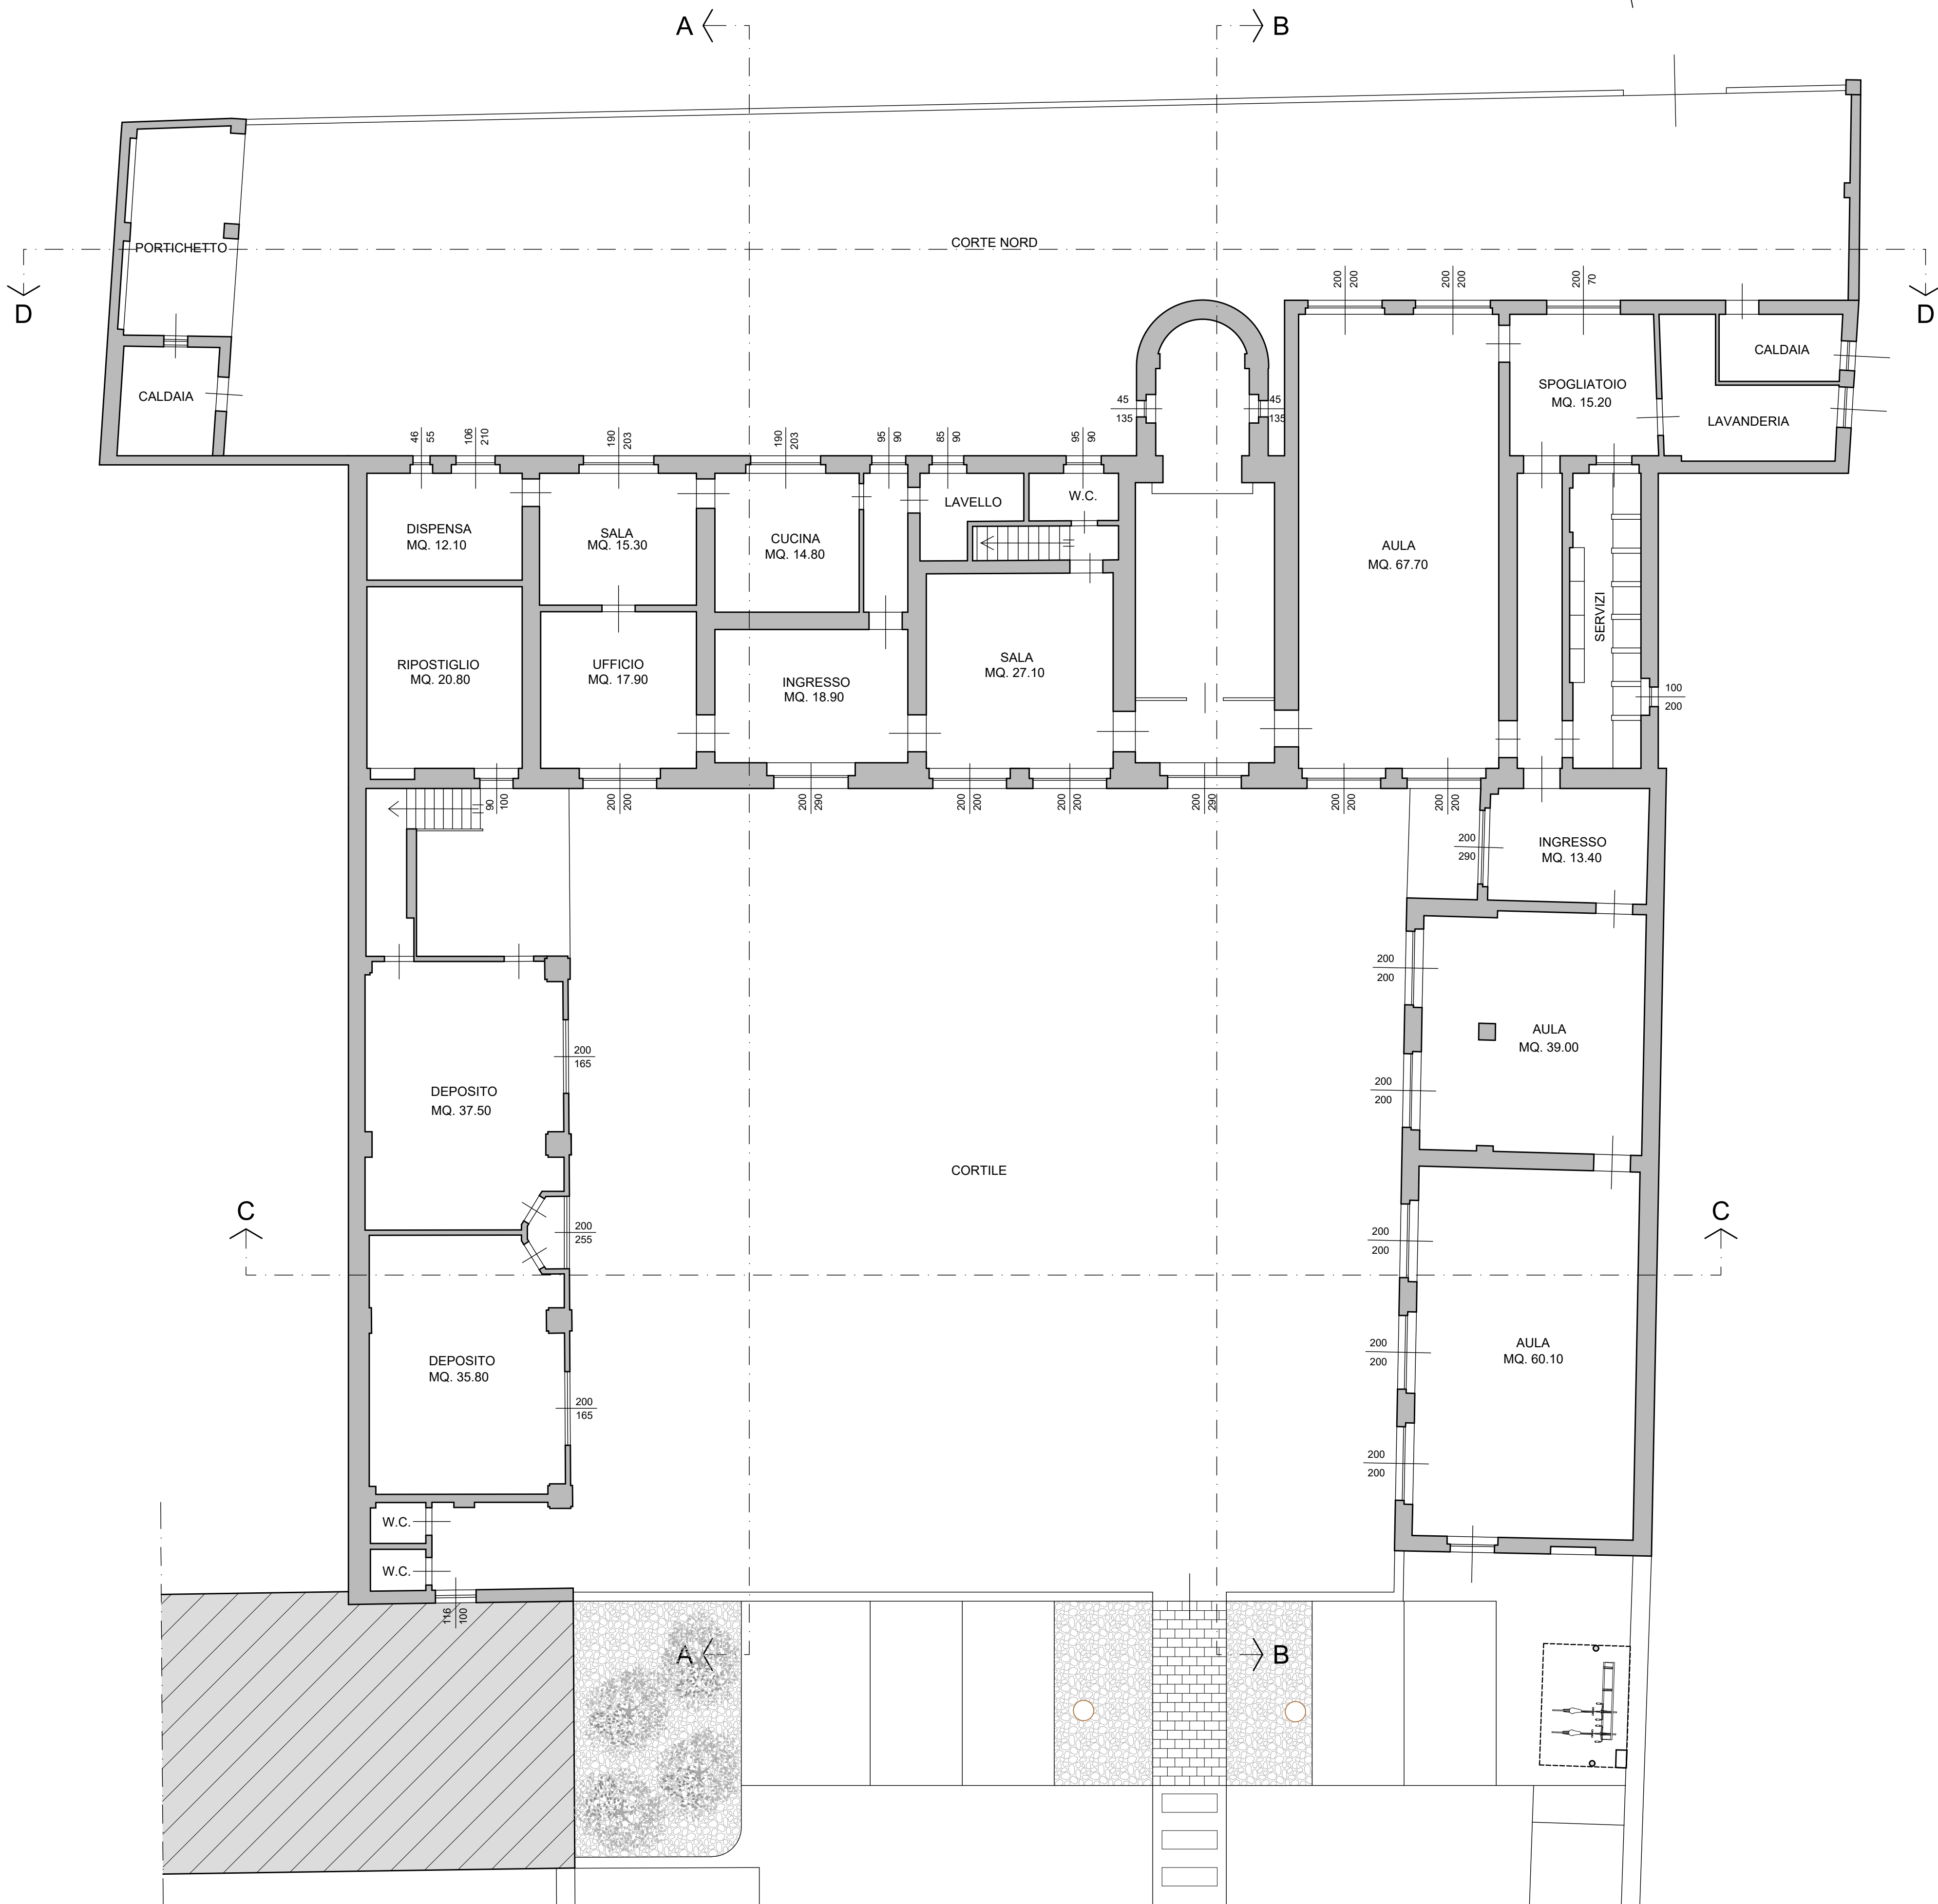 A
B
CORTE NORD
PORTICHETTO
D
D
200
200
200
200
200
70
CALDAIA
CALDAIA
SPOGLIATOIO
MQ. 15.20
LAVANDERIA
45
135
45
135
46
55
106
210
190
203
190
203
95
90
85
90
95
90
DISPENSA
MQ. 12.10
SALA
MQ. 15.30
CUCINA
MQ. 14.80
LAVELLO
W.C.
AULA
MQ. 67.70
SERVIZI
RIPOSTIGLIO
MQ. 20.80
UFFICIO
MQ. 17.90
INGRESSO
MQ. 18.90
SALA
MQ. 27.10
100
200
90
100
200
200
200
290
200
200
200
200
200
290
200
200
200
200
200
290
INGRESSO
MQ. 13.40
200
200
AULA
MQ. 39.00
200
165
200
200
DEPOSITO
MQ. 37.50
CORTILE
C
C
200
255
200
200
DEPOSITO
MQ. 35.80
200
200
AULA
MQ. 60.10
200
165
200
200
W.C.
W.C.
116
100
A
B